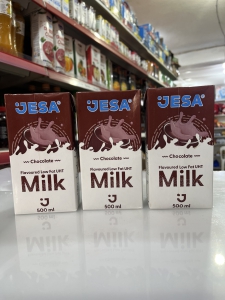 JESA
Chocolate
Flavoured Low Fat UHT
Milk
500 ml
JESA
Chocolate
Flavoured Low Fat UHT
Milk
500 ml
JESA
Chocolate
Flavoured Low Fat UHT
Milk
500 ml